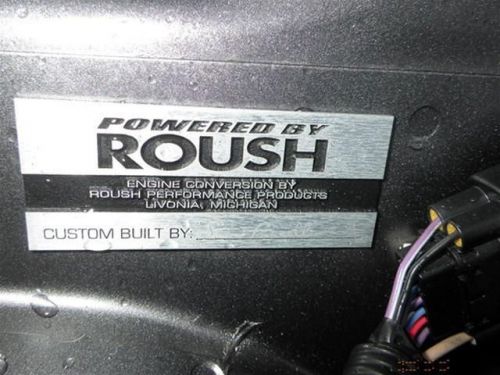 POWERED BY
ROUSH
ENGINE CONVERSION BY
ROUSH PERFORMANCE PRODUCTS
LIVONIA, MICHIGAN
CUSTOM BUILT BY: